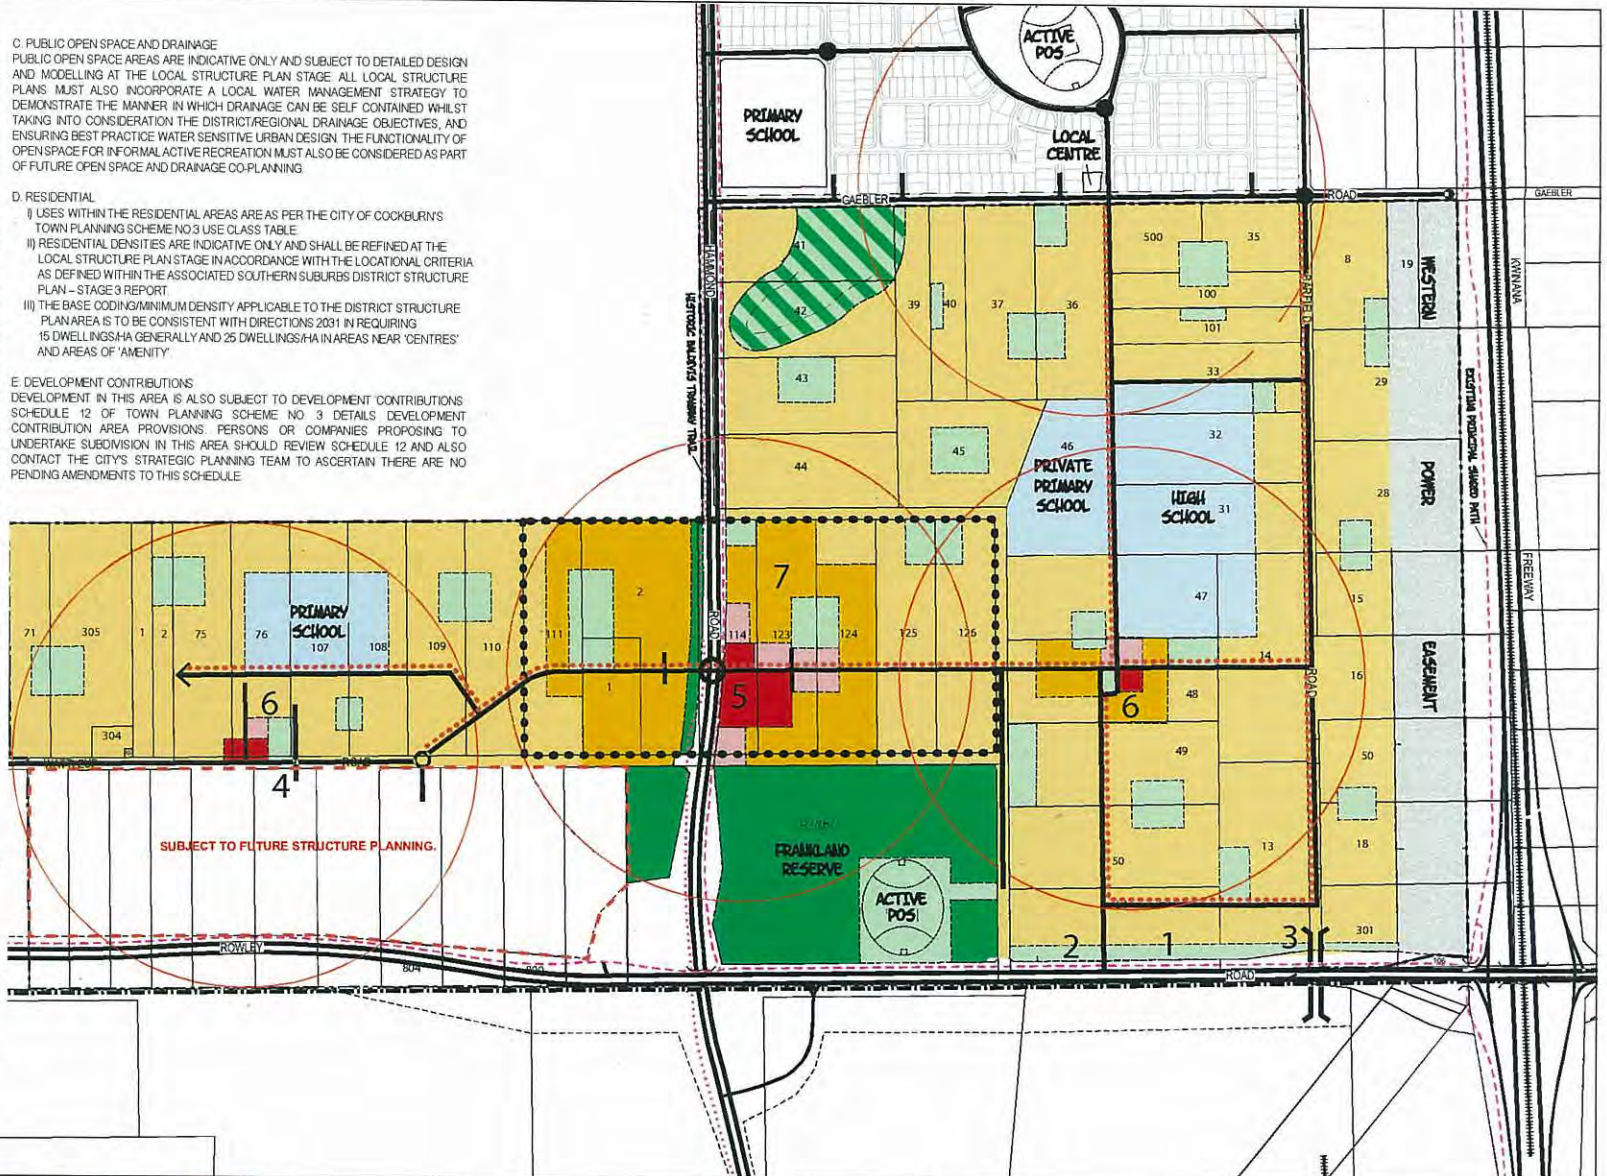 C. PUBLIC OPEN SPACE AND DRAINAGE
PUBLIC OPEN SPACE AREAS ARE INDICATIVE ONLY AND SUBJECT TO DETAILED DESIGN
AND MODELLING AT THE LOCAL STRUCTURE PLAN STAGE. ALL LOCAL STRUCTURE
PLANS MUST ALSO INCORPORATE A LOCAL WATER MANAGEMENT STRATEGY TO
DEMONSTRATE THE MANNER IN WHICH DRAINAGE CAN BE SELF CONTAINED WHILST
TAKING INTO CONSIDERATION THE DISTRICT/REGIONAL DRAINAGE OBJECTIVES, AND
ENSURING BEST PRACTICE WATER SENSITIVE URBAN DESIGN. THE FUNCTIONALITY OF
OPEN SPACE FOR INFORMAL ACTIVE RECREATION MUST ALSO BE CONSIDERED AS PART
OF FUTURE OPEN SPACE AND DRAINAGE CO-PLANNING.
D. RESIDENTIAL
I) USES WITHIN THE RESIDENTIAL AREAS ARE AS PER THE CITY OF COCKBURN'S
TOWN PLANNING SCHEME NO 3 USE CLASS TABLE
II) RESIDENTIAL DENSITIES ARE INDICATIVE ONLY AND SHALL BE REFINED AT THE
LOCAL STRUCTURE PLAN STAGE IN ACCORDANCE WITH THE LOCATIONAL CRITERIA
AS DEFINED WITHIN THE ASSOCIATED SOUTHERN SUBURBS DISTRICT STRUCTURE
PLAN – STAGE 3 REPORT.
III) THE BASE CODING/MINIMUM DENSITY APPLICABLE TO THE DISTRICT STRUCTURE
PLAN AREA IS TO BE CONSISTENT WITH DIRECTIONS 2031 IN REQUIRING
15 DWELLINGS/HA GENERALLY AND 25 DWELLINGS/HA IN AREAS NEAR 'CENTRES'
AND AREAS OF 'AMENITY'
E. DEVELOPMENT CONTRIBUTIONS
DEVELOPMENT IN THIS AREA IS ALSO SUBJECT TO DEVELOPMENT CONTRIBUTIONS
SCHEDULE 12 OF TOWN PLANNING SCHEME NO 3 DETAILS DEVELOPMENT
CONTRIBUTION AREA PROVISIONS. PERSONS OR COMPANIES PROPOSING TO
UNDERTAKE SUBDIVISION IN THIS AREA SHOULD REVIEW SCHEDULE 12 AND ALSO
CONTACT THE CITY'S STRATEGIC PLANNING TEAM TO ASCERTAIN THERE ARE NO
PENDING AMENDMENTS TO THIS SCHEDULE
ACTIVE
POS
PRIMARY
SCHOOL
LOCAL
CENTRE
GAEBLER
ROAD
GAEBLER
HAMMOND
HISTORIC BALDIVIS TRAMWAY TRAIL
41
42
39
40
37
36
500
35
100
101
33
BARFIELD
8
19
WESTERN
KWINANA
43
29
EXISTING PRINCIPAL SHARED PATH
44
45
46
PRIVATE
PRIMARY
SCHOOL
32
HIGH
SCHOOL
31
28
POWER
FREEWAY
71
305
1
2
75
76
PRIMARY
SCHOOL
107
108
109
110
111
2
1
ROAD
7
114
123
124
125
126
47
14
15
16
EASEMENT
ROAD
304
6
5
6
48
49
50
WATTLEUP
ROAD
4
SUBJECT TO FUTURE STRUCTURE PLANNING.
FRANKLAND
RESERVE
ACTIVE
POS
50
13
18
2
1
3
301
106
ROWLEY
804
ROAD